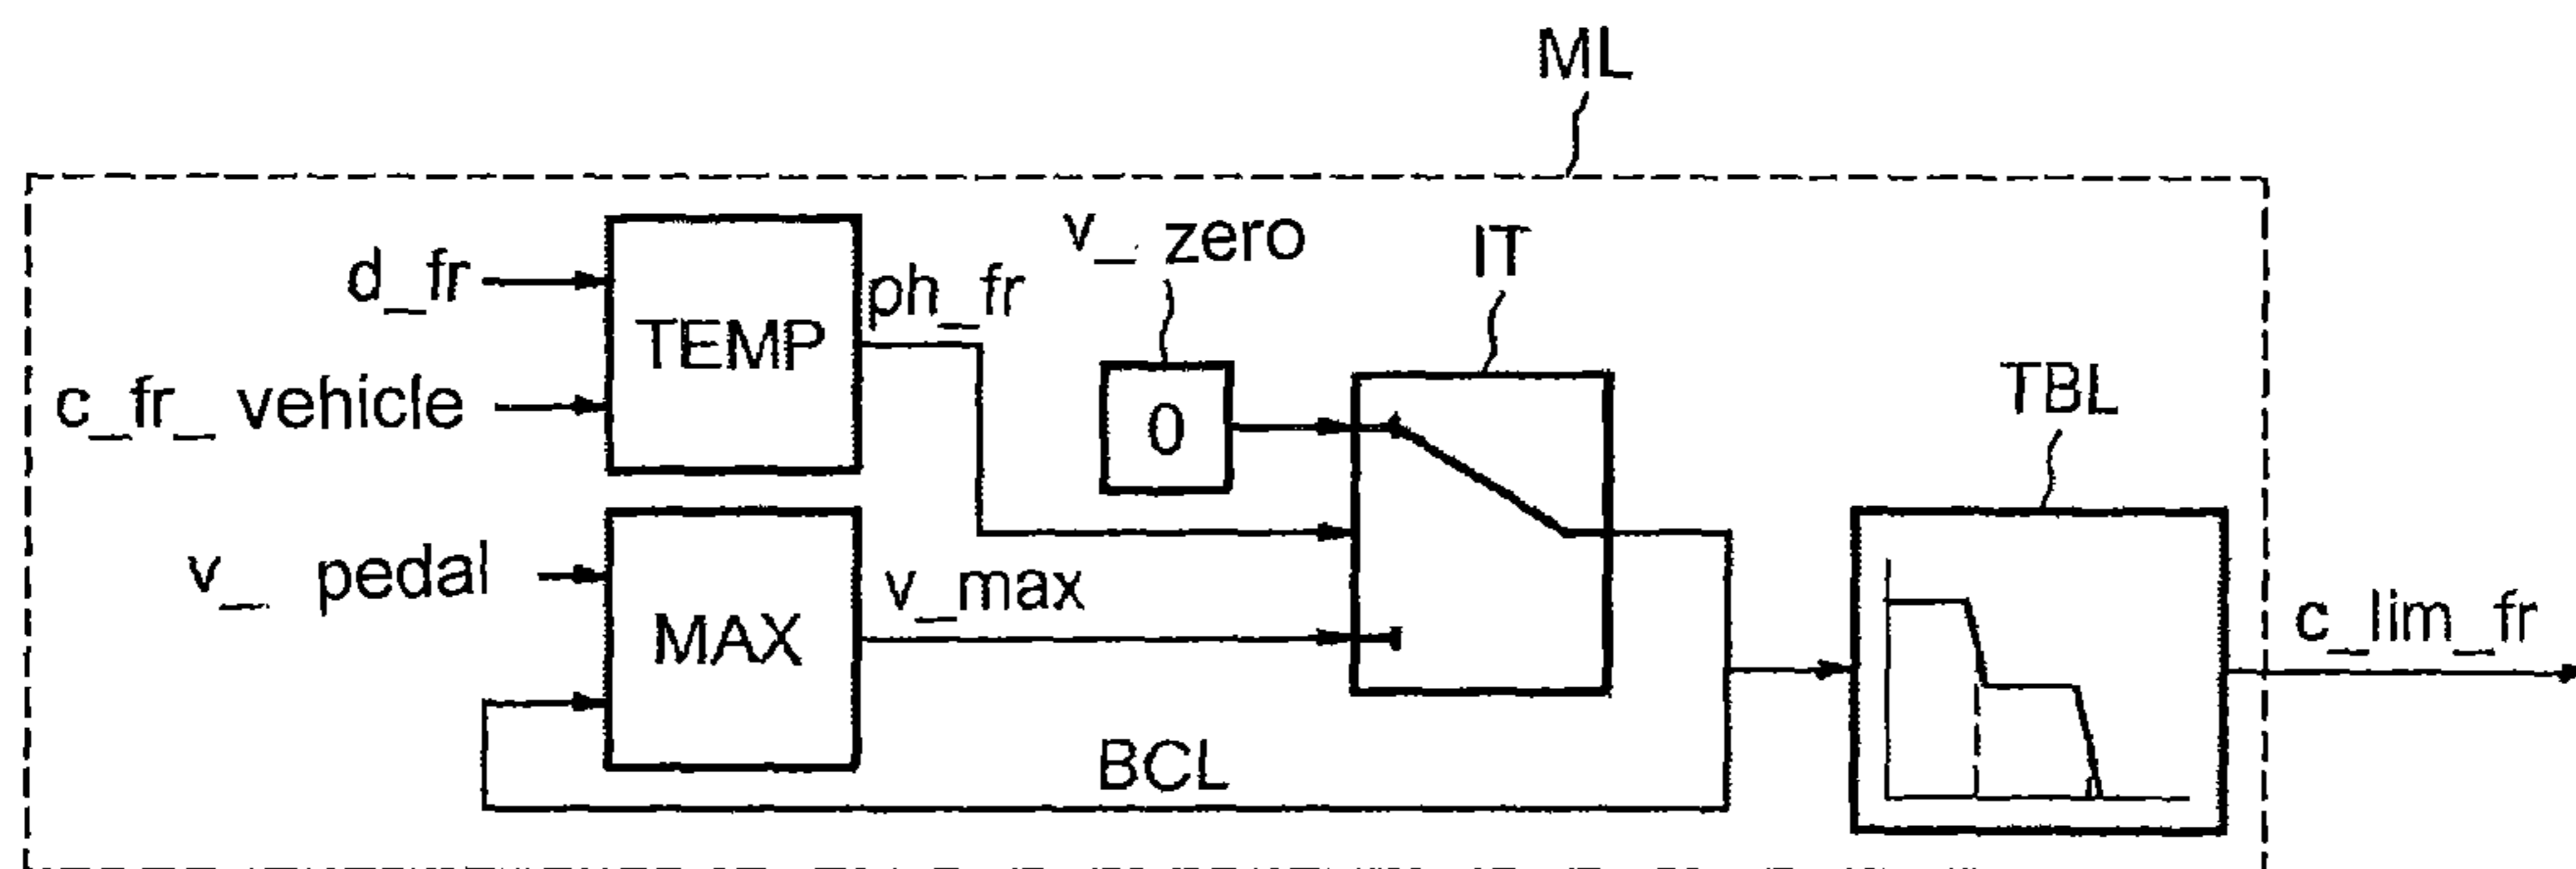 ML
v_ zero
IT
d_fr
ph_fr
TEMP
c_fr_ vehicle
0
TBL
v_ pedal
v_max
MAX
c_lim_fr
BCL